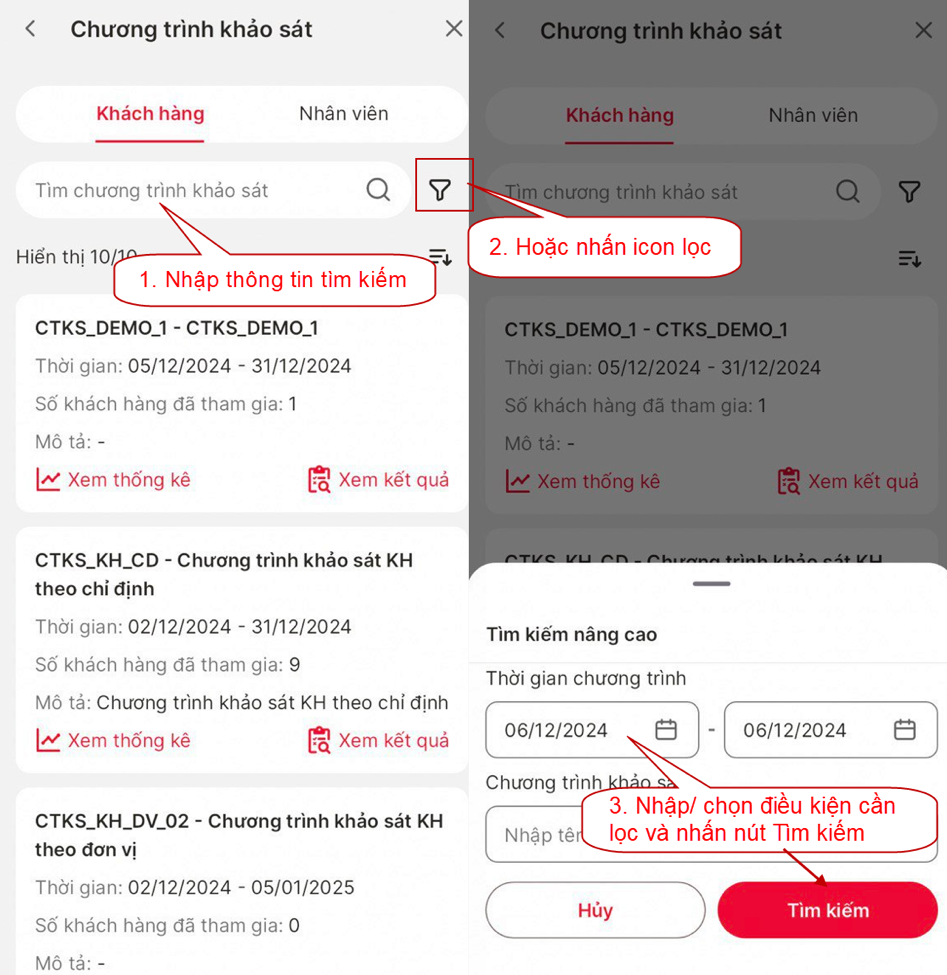 Chương trình khảo sát
Khách hàng
Nhân viên
Tìm chương trình khảo sát
Hiển thị 10/10
1. Nhập thông tin tìm kiếm
CTKS_DEMO_1 - CTKS_DEMO_1
Thời gian: 05/12/2024 - 31/12/2024
Số khách hàng đã tham gia: 1
Mô tả: -
Xem thống kê
Xem kết quả
CTKS_KH_CD - Chương trình khảo sát KH
theo chỉ định
Thời gian: 02/12/2024 - 31/12/2024
Số khách hàng đã tham gia: 9
Mô tả: Chương trình khảo sát KH theo chỉ định
Xem thống kê
Xem kết quả
CTKS_KH_DV_02 - Chương trình khảo sát KH
theo đơn vị
Thời gian: 02/12/2024 - 05/01/2025
Số khách hàng đã tham gia: 0
Mô tả: -
Chương trình khảo sát
Khách hàng
Nhân viên
Tìm chương trình khảo sát
2. Hoặc nhấn icon lọc
CTKS_DEMO_1 - CTKS_DEMO_1
Thời gian: 05/12/2024 - 31/12/2024
Số khách hàng đã tham gia: 1
Mô tả: -
Xem thống kê
Xem kết quả
CTKS_KH_CD - Chương trình khảo sát KH
Tìm kiếm nâng cao
Thời gian chương trình
06/12/2024
-
06/12/2024
Chương trình khảo sá
3. Nhập/ chọn điều kiện cần
lọc và nhấn nút Tìm kiếm
Nhập tên
Hủy
Tìm kiếm